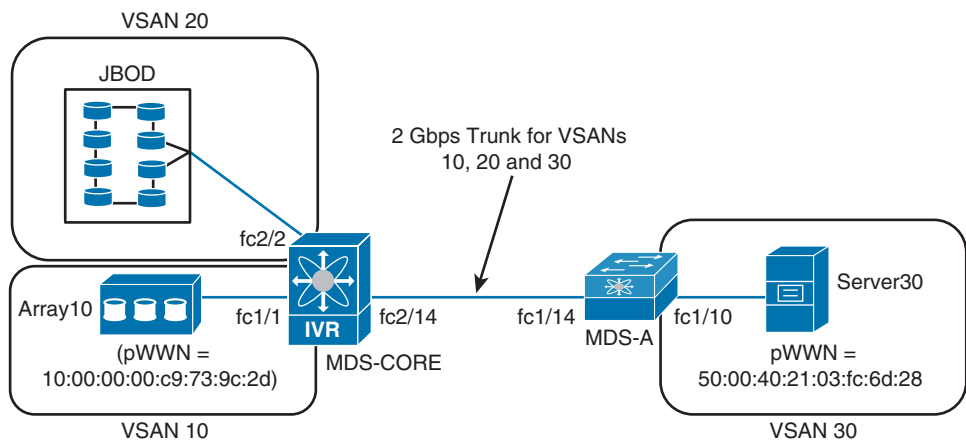 VSAN 20
JBOD
2 Gbps Trunk for VSANs
10, 20 and 30
fc2/2
Array10
fc1/1
IVR
fc2/14
MDS-CORE
fc1/14
MDS-A
fc1/10
Server30
(pWWN =
10:00:00:00:c9:73:9c:2d)
pWWN =
50:00:40:21:03:fc:6d:28
VSAN 10
VSAN 30